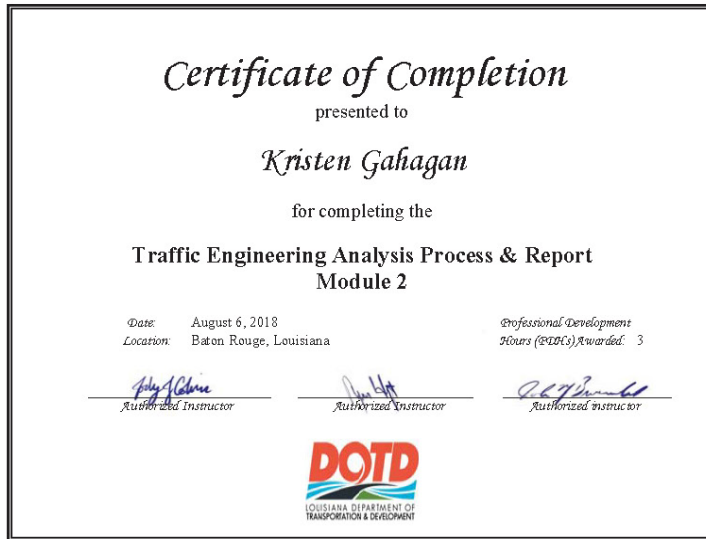 Certificate of Completion
presented to
Kristen Gahagan
for completing the
Traffic Engineering Analysis Process & Report
Module 2
Date: August 6, 2018
Location: Baton Rouge, Louisiana
Professional Development
Hours (PDHs) Awarded: 3
Authorized Instructor
Authorized Instructor
Authorized instructor
DOTD
LOUISIANA DEPARTMENT OF
TRANSPORTATION & DEVELOPMENT